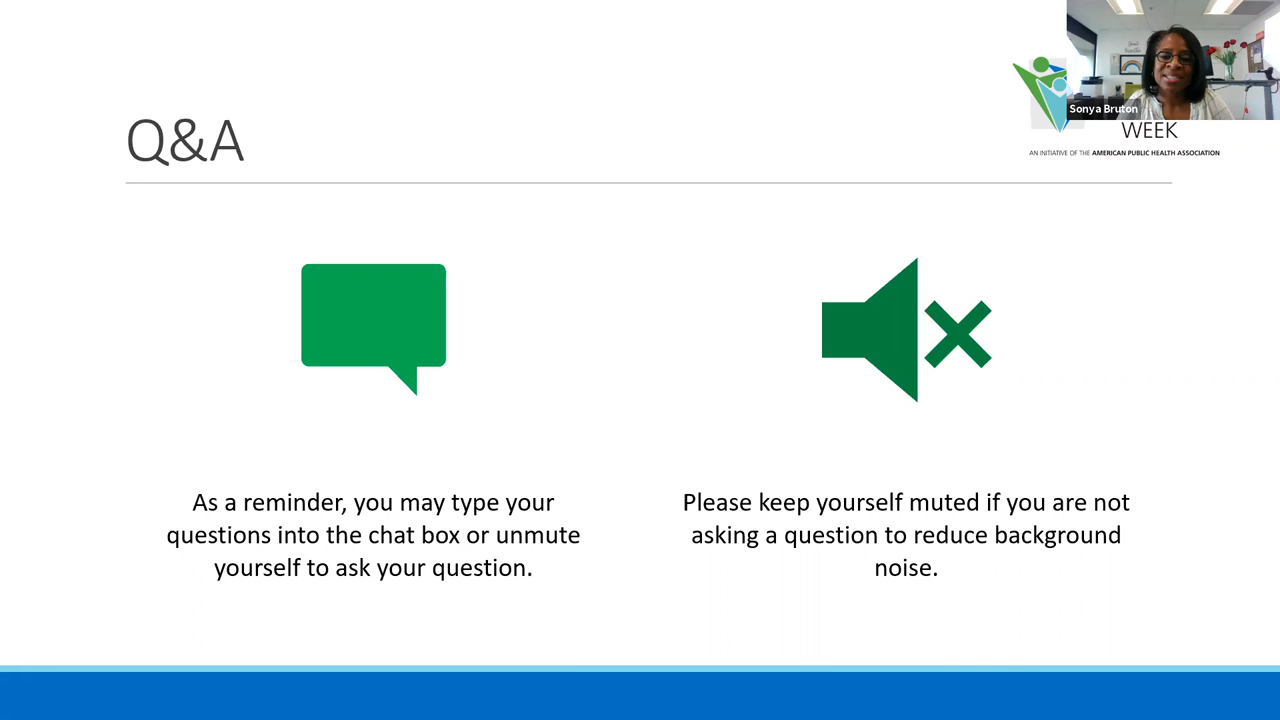 Sonya Bruton
WEEK
AN INITIATIVE OF THE AMERICAN PUBLIC HEALTH ASSOCIATION
Q&A
As a reminder, you may type your
questions into the chat box or unmute
yourself to ask your question.
Please keep yourself muted if you are not
asking a question to reduce background
noise.